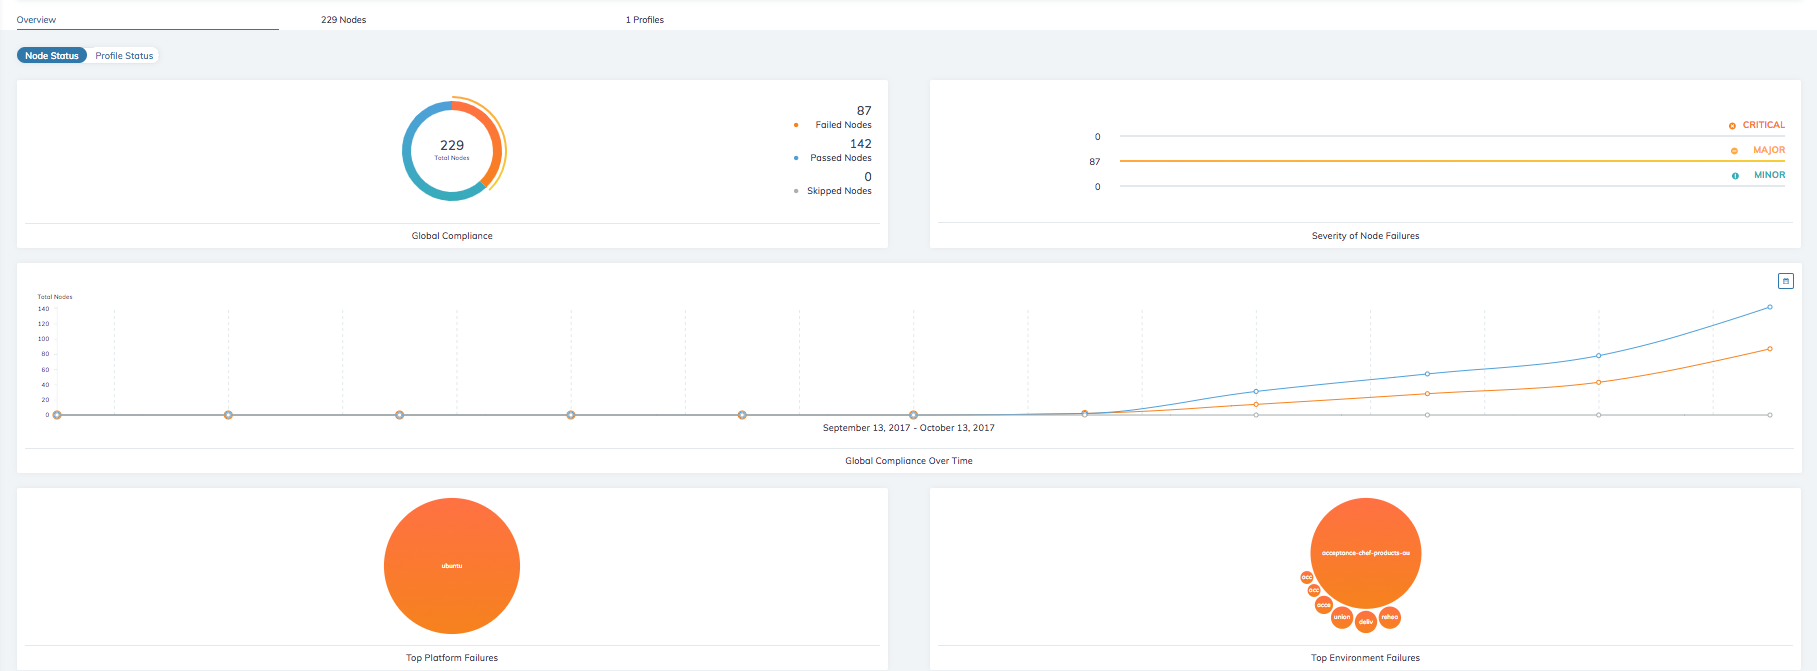 Overview
229 Nodes
1 Profiles
Node Status
Profile Status
229
Total Nodes
87
Failed Nodes
142
Passed Nodes
0
Skipped Nodes
Global Compliance
CRITICAL
0
MAJOR
87
MINOR
0
Severity of Node Failures
Total Nodes
140
120
100
80
60
40
20
0
September 13, 2017 - October 13, 2017
Global Compliance Over Time
ubuntu
Top Platform Failures
acceptance-chef-products-au
acc
acc
acce
union
deliv
rehea
Top Environment Failures